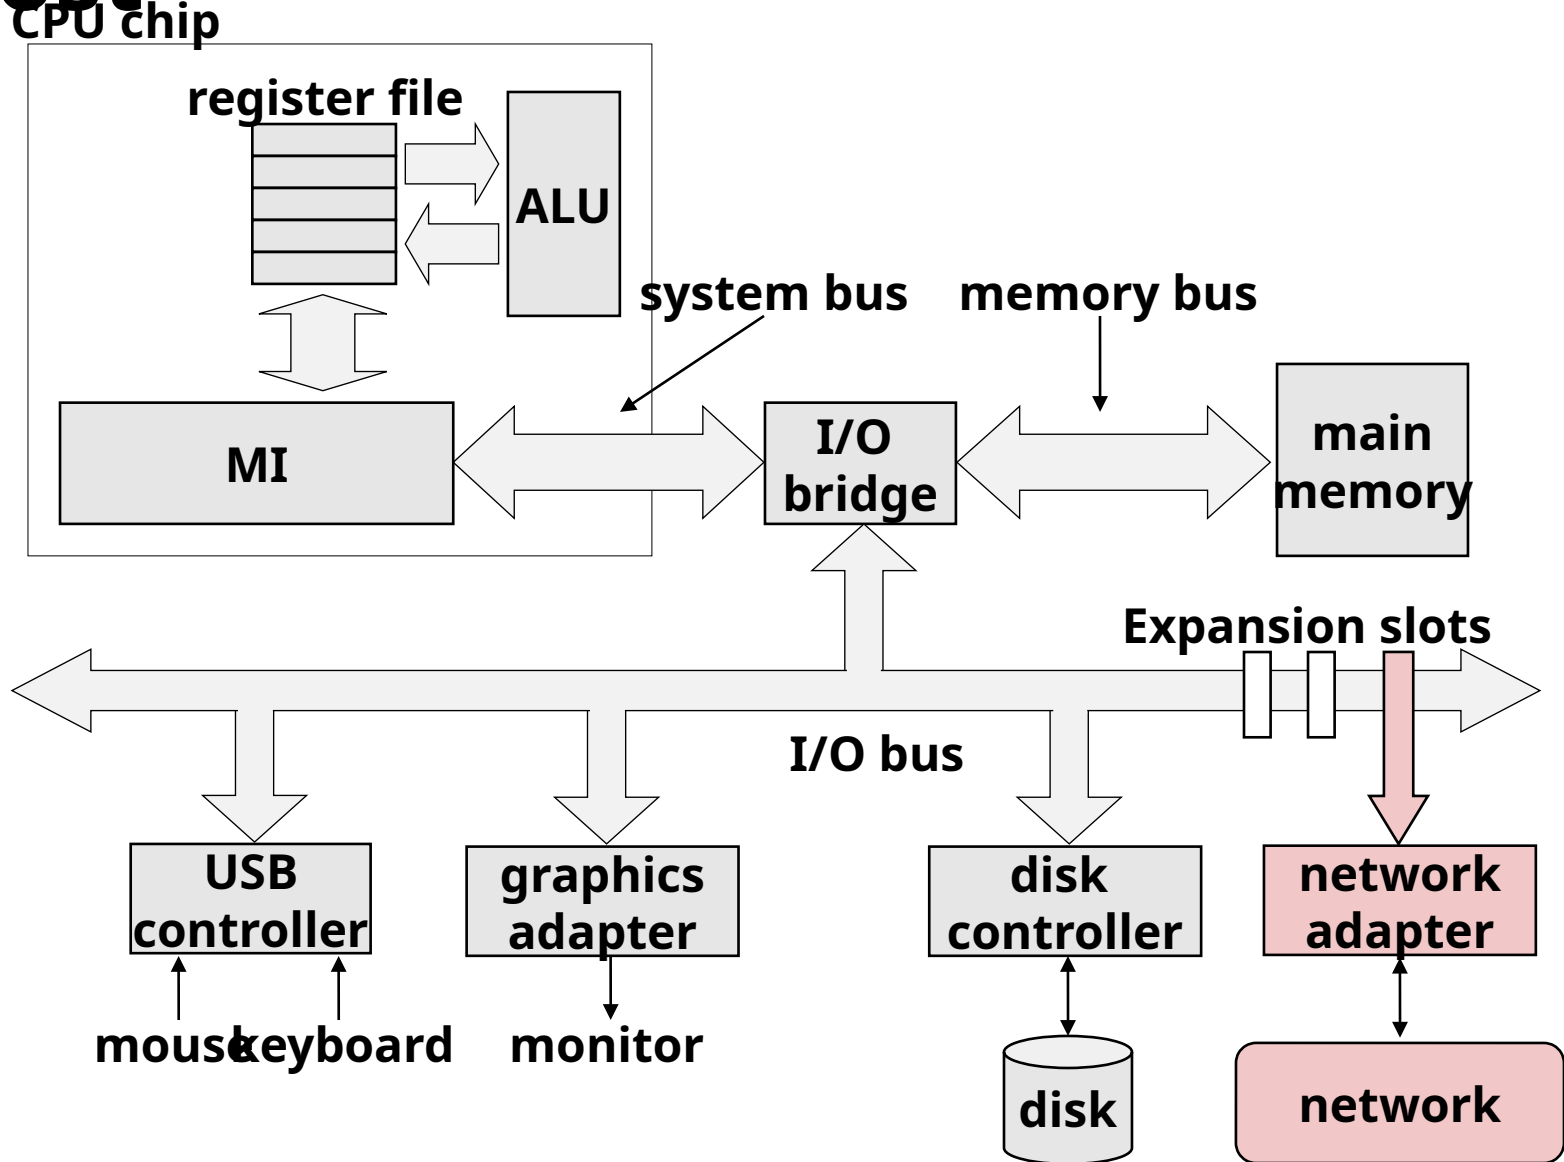 CPU chip
register file
ALU
system bus
memory bus
MI
I/O
bridge
main
memory
Expansion slots
I/O bus
USB
controller
graphics
adapter
disk
controller
network
adapter
mouse
keyboard
monitor
disk
network